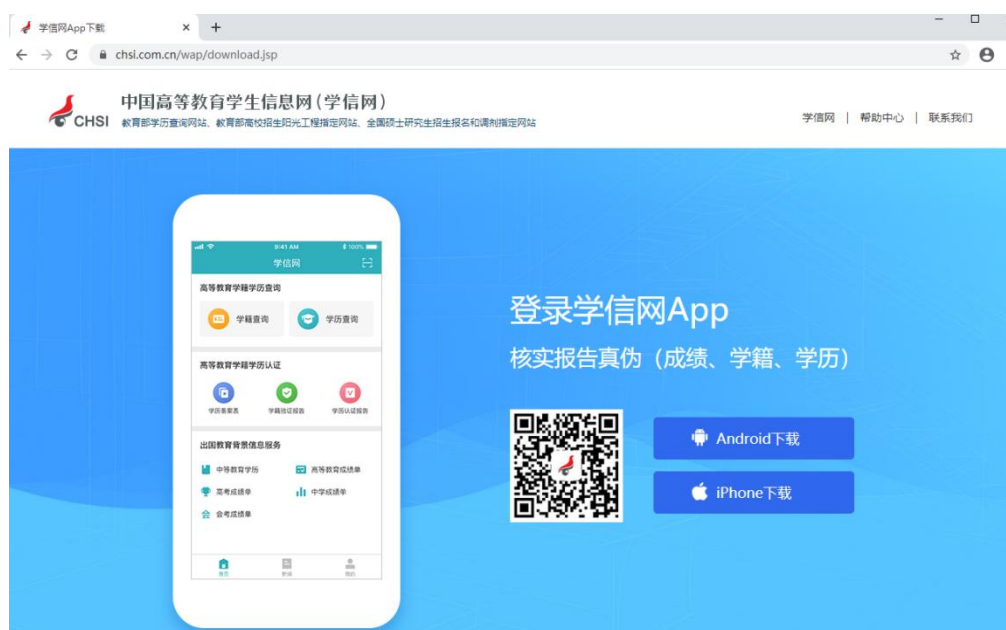 学信网App下载
chsi.com.cn/wap/download.jsp
CHSI
中国高等教育学生信息网(学信网)
教育部学历查询网站、教育部高校招生阳光工程指定网站、全国硕士研究生招生报名和调剂指定网站
学信网 | 帮助中心 | 联系我们
9:41 AM 100%
学信网
高等教育学籍学历查询
学籍查询 学历查询
高等教育学籍学历认证
学历备案表 学籍验证报告 学历认证报告
出国教育背景信息服务
中等教育学历 高等教育成绩单
高考成绩单 中学成绩单
会考成绩单
首页
我的
登录学信网App
核实报告真伪(成绩、学籍、学历)
Android下载
iPhone下载